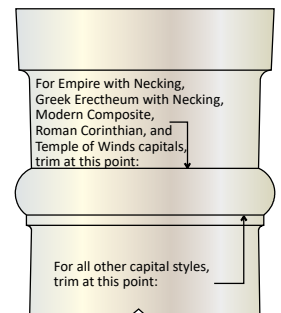 For Empire with Necking,
Greek Erectheum with Necking,
Modern Composite,
Roman Corinthian, and
Temple of Winds capitals,
trim at this point:
For all other capital styles,
trim at this point: